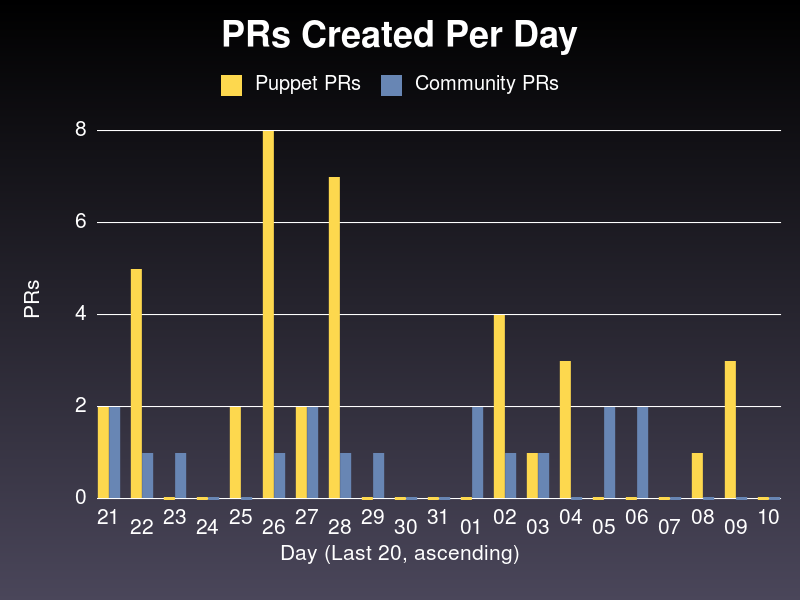 PRs Created Per Day
Puppet PRs Community PRs
8
6
4
2
0
PRs
21 22 23 24 25 26 27 28 29 30 31 01 02 03 04 05 06 07 08 09 10
Day (Last 20, ascending)